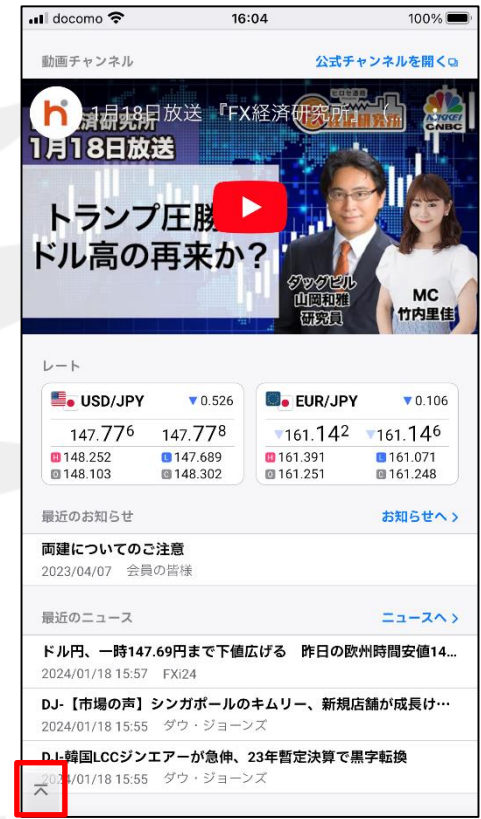 docomo 16:04 100%
動画チャンネル 公式チャンネルを開く
h 1月18日放送 『FX経済研究所』 (…
1月18日放送
NIKKEI CNBC
トランプ圧勝
ドル高の再来か?
ダッグビル
山岡和雅
研究員
MC
竹内里佳
レート
USD/JPY ▼0.526 EUR/JPY ▼0.106
147.776 147.778 ▼161.142 ▼161.146
H 148.252 L 147.689 H 161.391 L 161.071
O 148.103 C 148.302 O 161.251 C 161.248
最近のお知らせ お知らせへ >
両建についてのご注意
2023/04/07 会員の皆様
最近のニュース ニュースへ >
ドル円、一時147.69円まで下値広げる 昨日の欧州時間安値14...
2024/01/18 15:57 FXi24
DJ-【市場の声】シンガポールのキムリー、新規店舗が成長け…
2024/01/18 15:55 ダウ・ジョーンズ
DJ-韓国LCCジンエアーが急伸、23年暫定決算で黒字転換
2024/01/18 15:55 ダウ・ジョーンズ